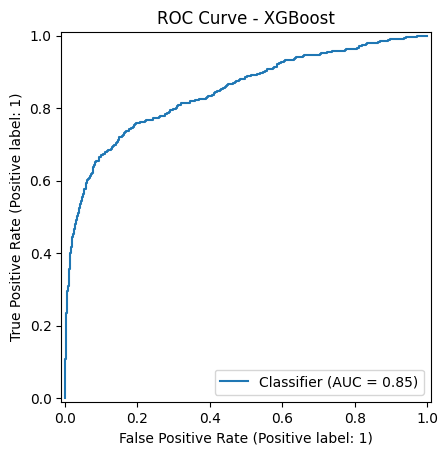 ROC Curve - XGBoost
1.0
0.8
0.6
0.4
0.2
0.0
True Positive Rate (Positive label: 1)
Classifier (AUC = 0.85)
0.0 0.2 0.4 0.6 0.8 1.0
False Positive Rate (Positive label: 1)